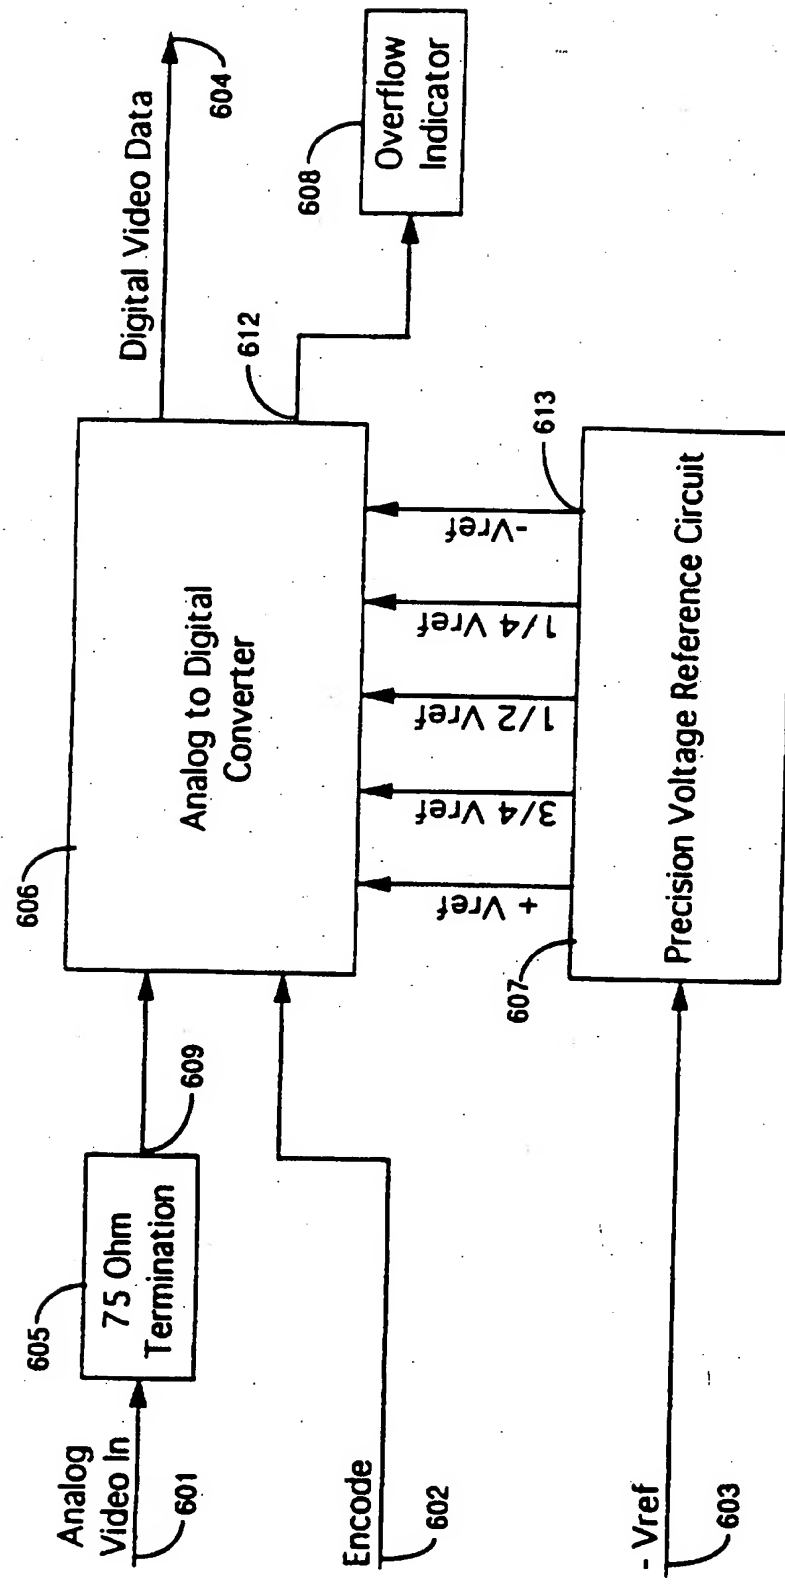 Analog
Video In
601
605
75 Ohm
Termination
609
Encode
602
606
Analog to Digital
Converter
Digital Video Data
604
612
608
Overflow
Indicator
+ Vref
3/4 Vref
1/2 Vref
1/4 Vref
-Vref
613
- Vref
603
607
Precision Voltage Reference Circuit